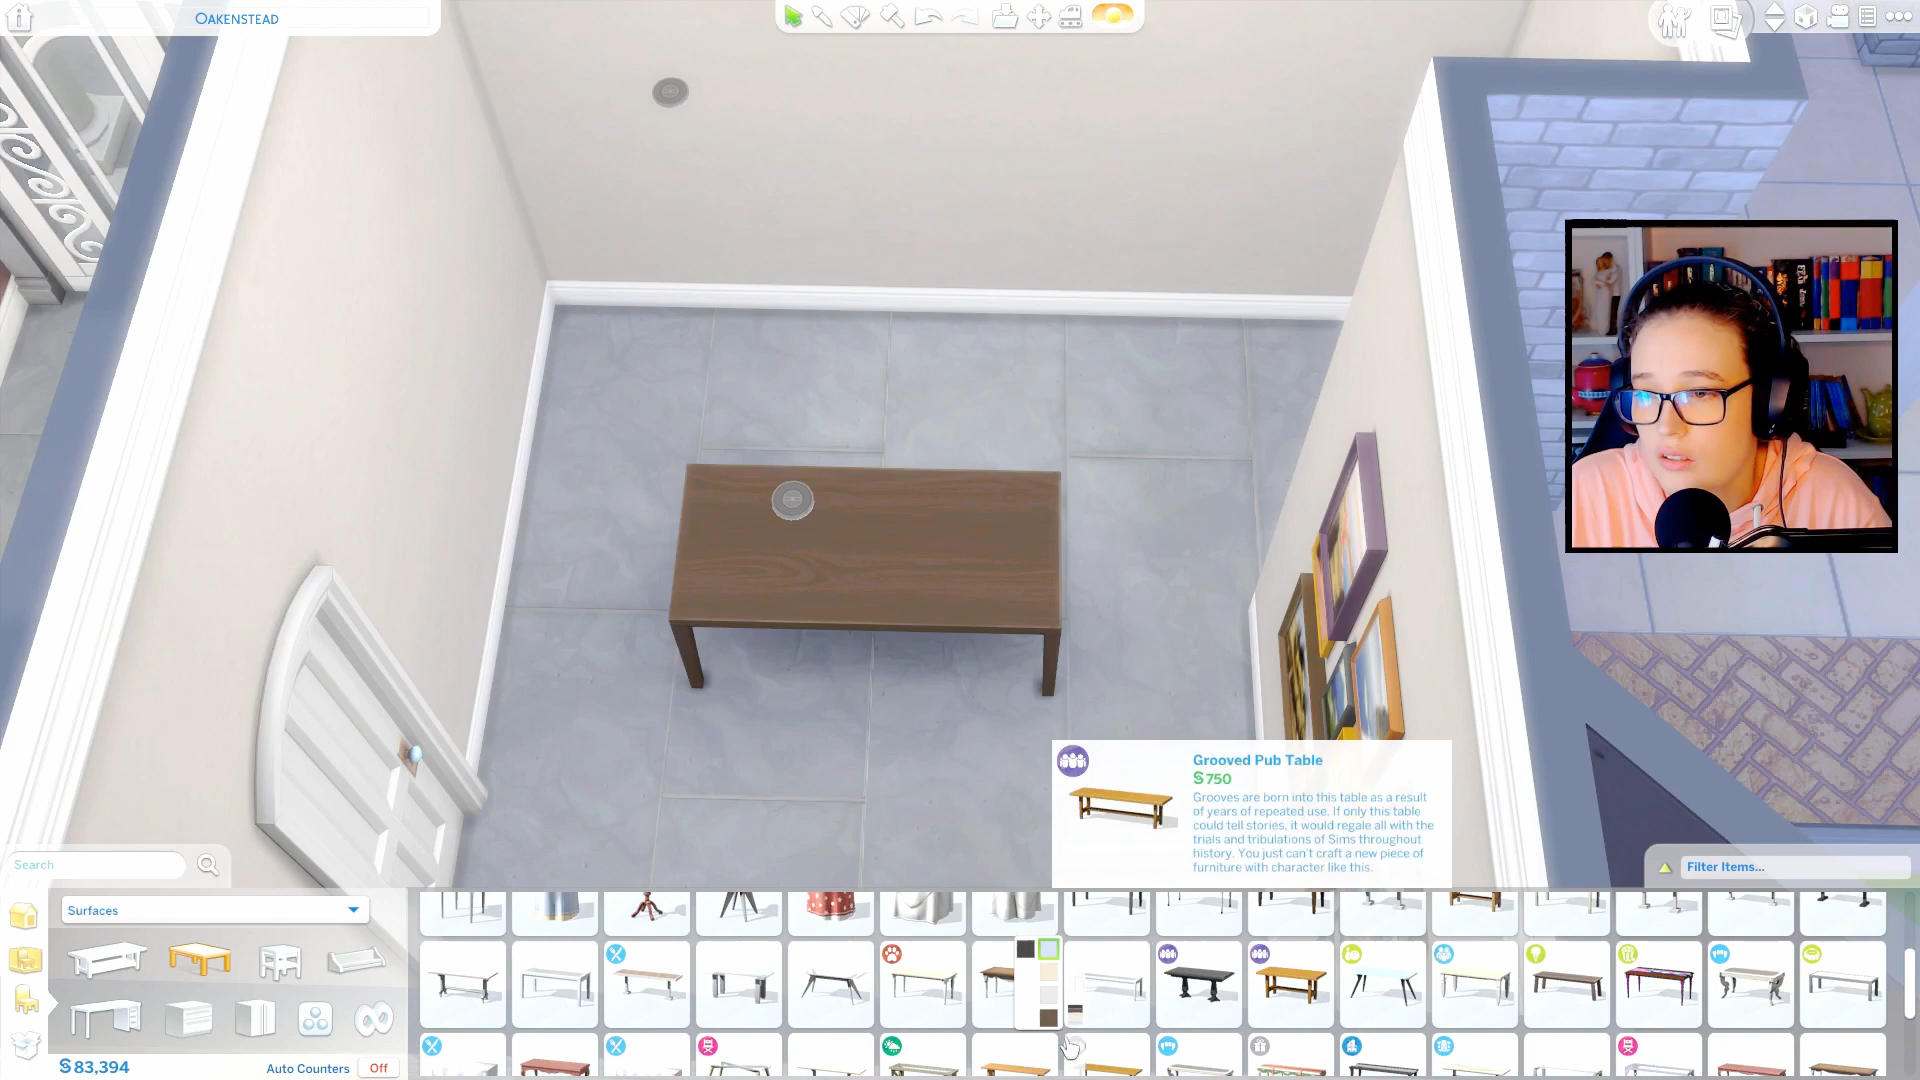 OAKENSTEAD
Grooved Pub Table
§750
Grooves are born into this table as a result
of years of repeated use. If only this table
could tell stories, it would regale all with the
trials and tribulations of Sims throughout
history. You just can't craft a new piece of
furniture with character like this.
Search
Filter Items...
Surfaces
§83,394
Auto Counters
Off